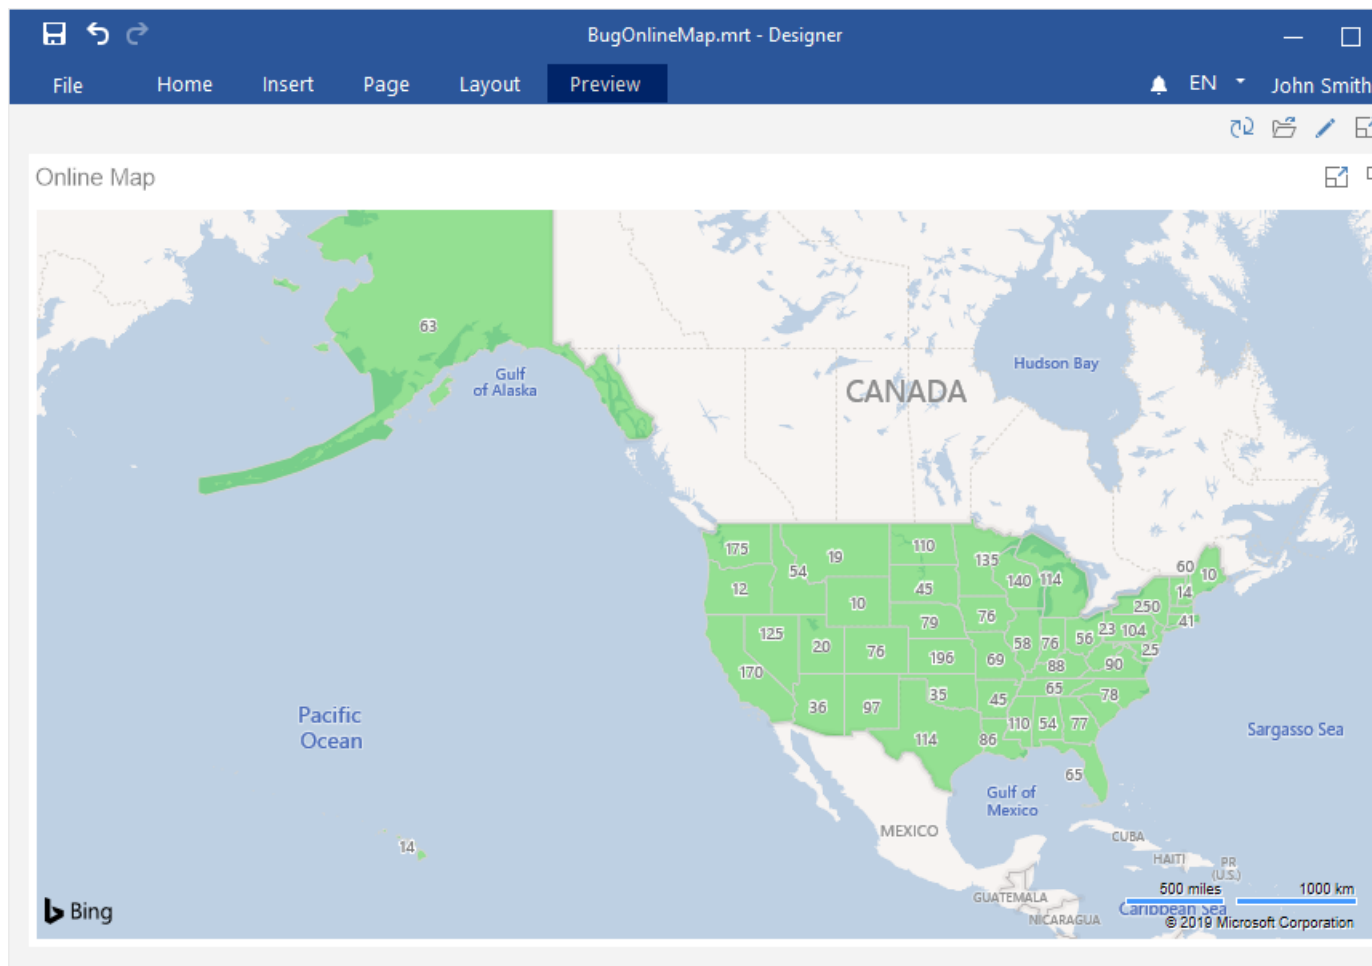 BugOnlineMap.mrt - Designer
File Home Insert Page Layout Preview EN John Smith
Online Map
63
Hudson Bay
Gulf
of Alaska
CANADA
175 19 110 135
54 140 114 60 10
12 45 14
10 250
79 76
125 58 76 56 23 104 41
20 76 196 69 25
170 88 90
65
36 97 35 45 78
110 54 77
114 86
Pacific
Ocean
Sargasso Sea
65
Gulf of
Mexico
MEXICO
CUBA
14
HAITI PR
(U.S.)
500 miles 1000 km
GUATEMALA
Caribbean Sea
NICARAGUA
Bing
© 2019 Microsoft Corporation